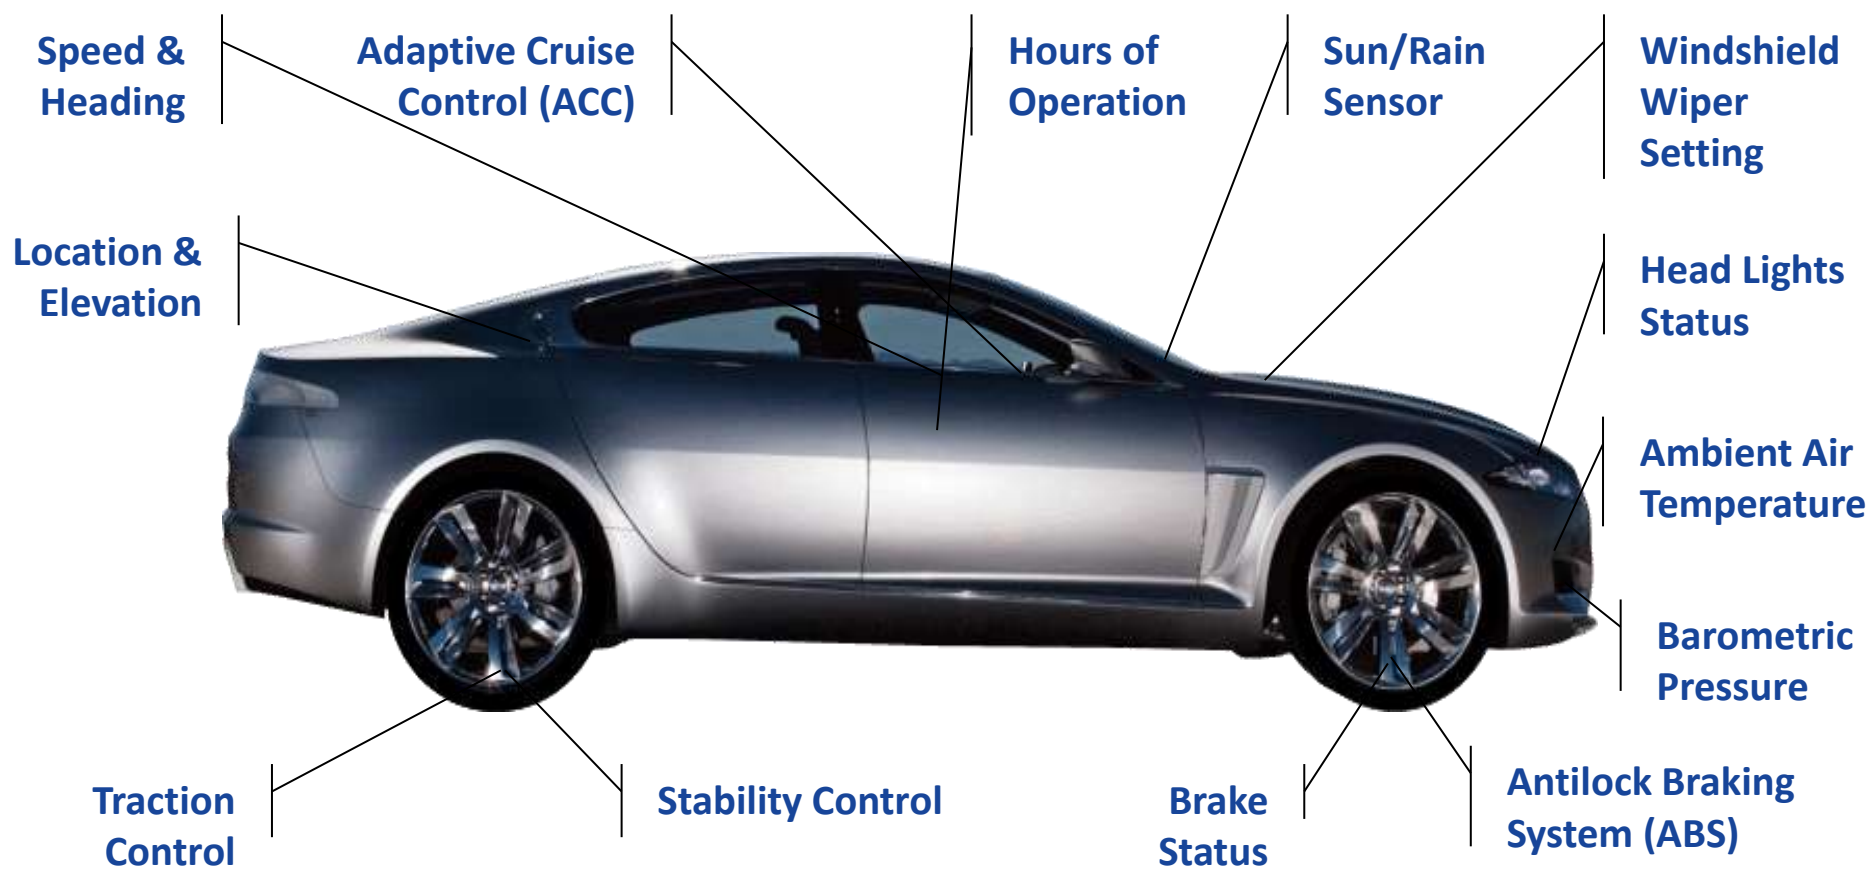 Speed &
Heading
Adaptive Cruise
Control (ACC)
Hours of
Operation
Sun/Rain
Sensor
Windshield
Wiper
Setting
Location &
Elevation
Head Lights
Status
Ambient Air
Temperature
Barometric
Pressure
Traction
Control
Stability Control
Brake
Status
Antilock Braking
System (ABS)